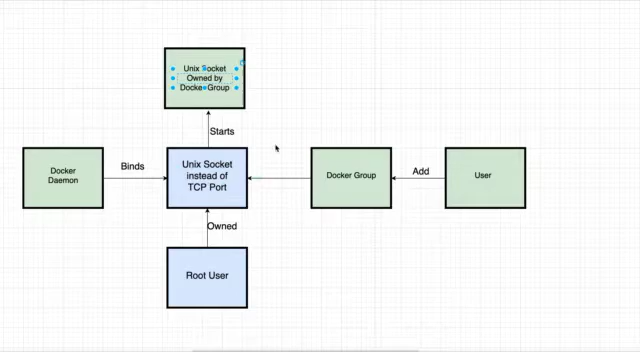 Unix Socket
Owned by
Docker Group
Starts
Docker
Daemon
Binds
Unix Socket
instead of
TCP Port
Docker Group
Add
User
Owned
Root User